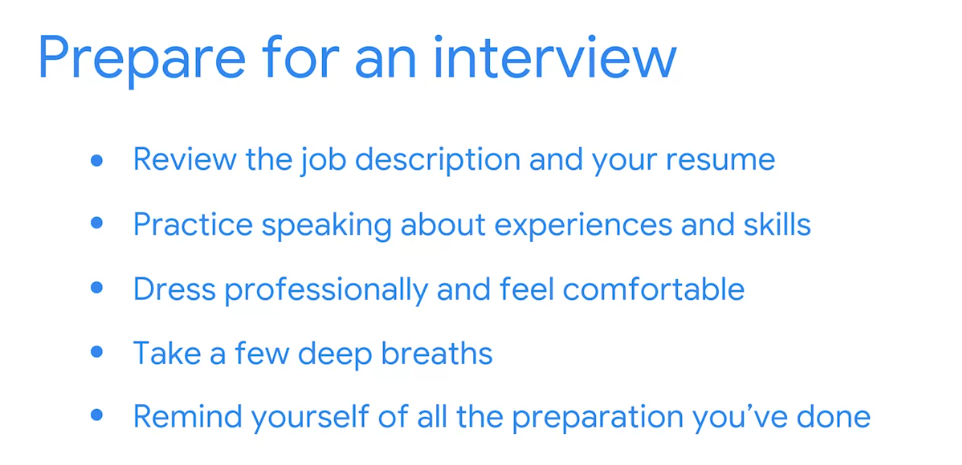 Prepare for an interview
• Review the job description and your resume
• Practice speaking about experiences and skills
• Dress professionally and feel comfortable
• Take a few deep breaths
• Remind yourself of all the preparation you’ve done